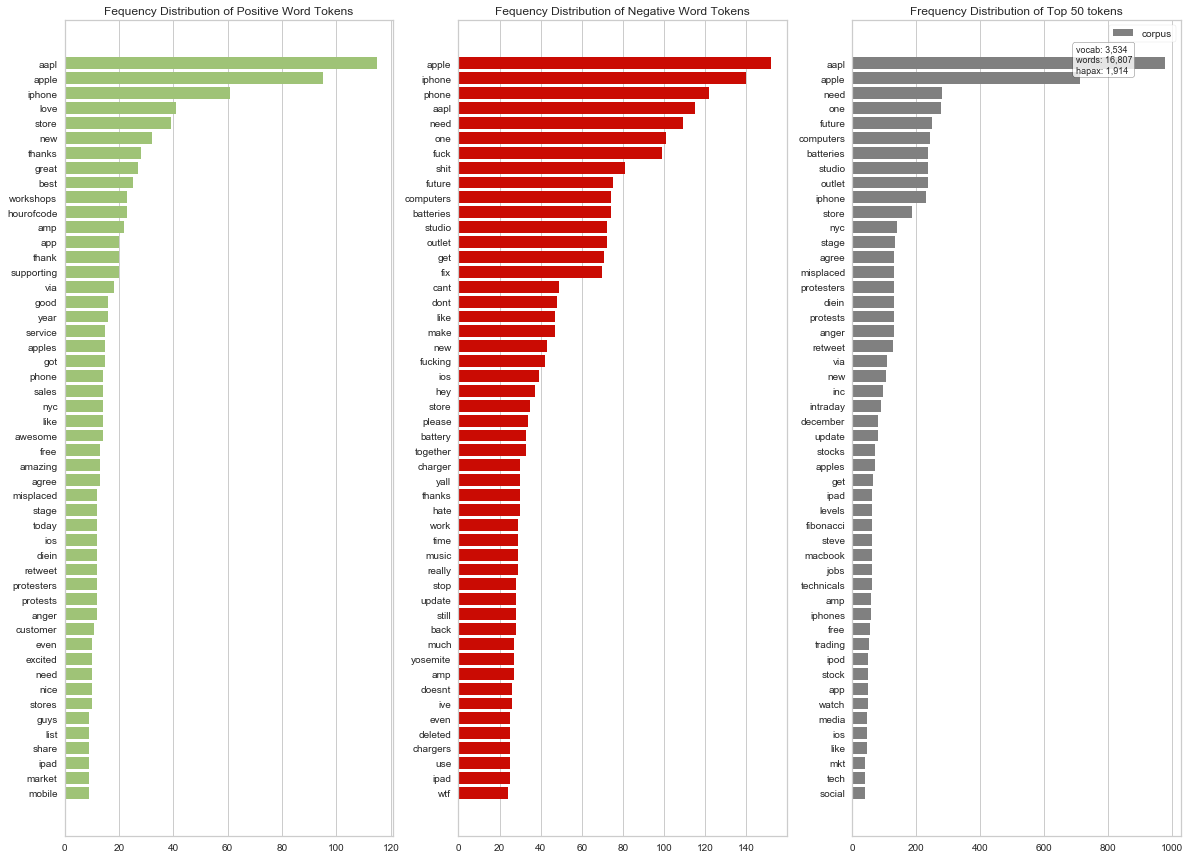 Fequency Distribution of Positive Word Tokens
aapl
apple
iphone
love
store
new
thanks
great
best
workshops
hourofcode
amp
app
thank
supporting
via
good
year
service
apples
got
phone
sales
nyc
like
awesome
free
amazing
agree
misplaced
stage
today
ios
diein
retweet
protesters
protests
anger
customer
even
excited
need
nice
stores
guys
list
share
ipad
market
mobile
0 20 40 60 80 100 120
Fequency Distribution of Negative Word Tokens
apple
iphone
phone
aapl
need
one
fuck
shit
future
computers
batteries
studio
outlet
get
fix
cant
dont
like
make
new
fucking
ios
hey
store
please
battery
together
charger
yall
thanks
hate
work
time
music
really
stop
update
still
back
much
yosemite
amp
doesnt
ive
even
deleted
chargers
use
ipad
wtf
0 20 40 60 80 100 120 140
Frequency Distribution of Top 50 tokens
corpus
vocab: 3,534
words: 16,807
hapax: 1,914
aapl
apple
need
one
future
computers
batteries
studio
outlet
iphone
store
nyc
stage
agree
misplaced
protesters
diein
protests
anger
retweet
via
new
inc
intraday
december
update
stocks
apples
get
ipad
levels
fibonacci
steve
macbook
jobs
technicals
amp
iphones
free
trading
ipod
stock
app
watch
media
ios
like
mkt
tech
social
0 200 400 600 800 1000